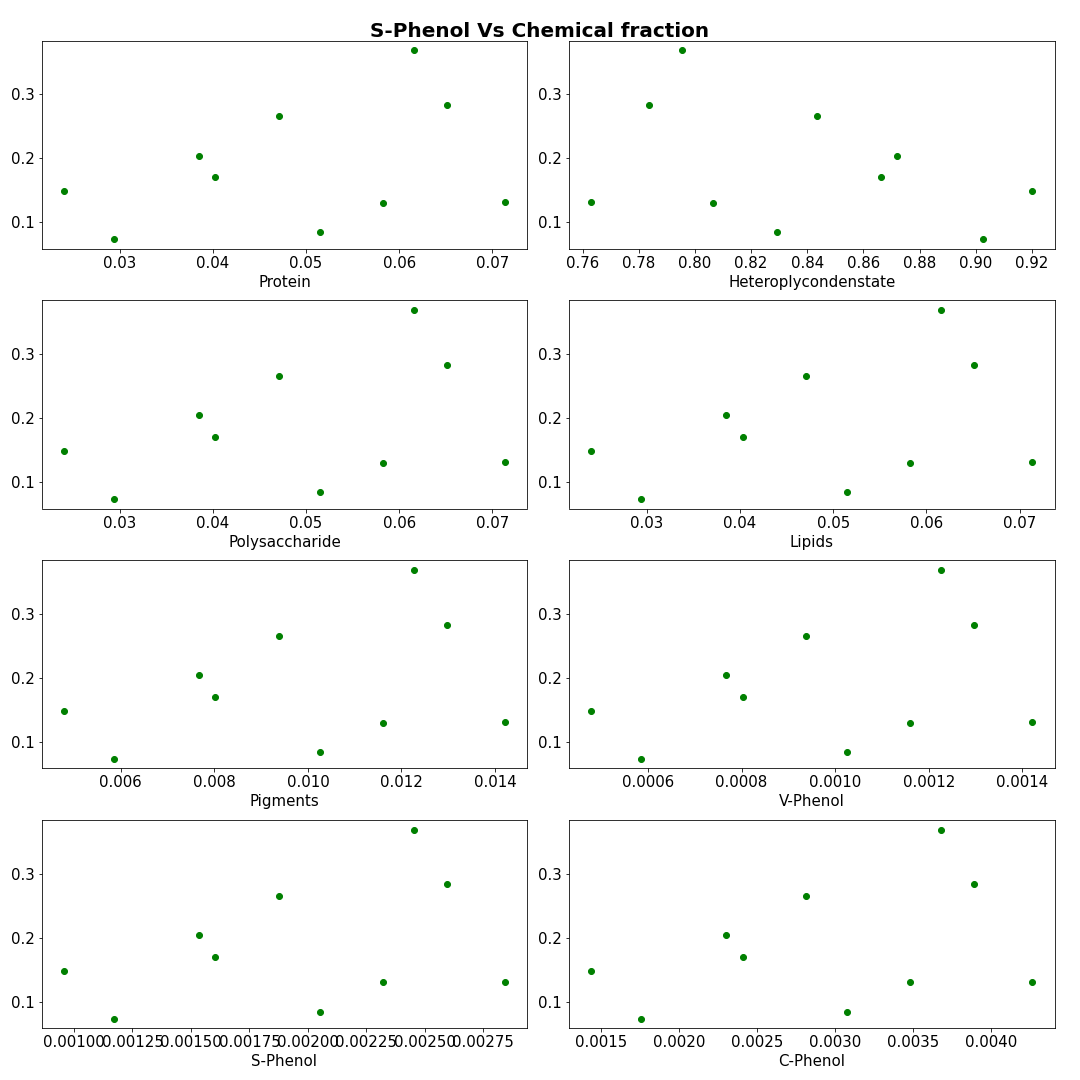 S-Phenol Vs Chemical fraction
0.3
0.2
0.1
0.03 0.04 0.05 0.06 0.07
Protein
0.3
0.2
0.1
0.76 0.78 0.80 0.82 0.84 0.86 0.88 0.90 0.92
Heteroplycondenstate
0.3
0.2
0.1
0.03 0.04 0.05 0.06 0.07
Polysaccharide
0.3
0.2
0.1
0.03 0.04 0.05 0.06 0.07
Lipids
0.3
0.2
0.1
0.006 0.008 0.010 0.012 0.014
Pigments
0.3
0.2
0.1
0.0006 0.0008 0.0010 0.0012 0.0014
V-Phenol
0.3
0.2
0.1
0.00100 0.00125 0.00150 0.00175 0.00200 0.00225 0.00250 0.00275
S-Phenol
0.3
0.2
0.1
0.0015 0.0020 0.0025 0.0030 0.0035 0.0040
C-Phenol